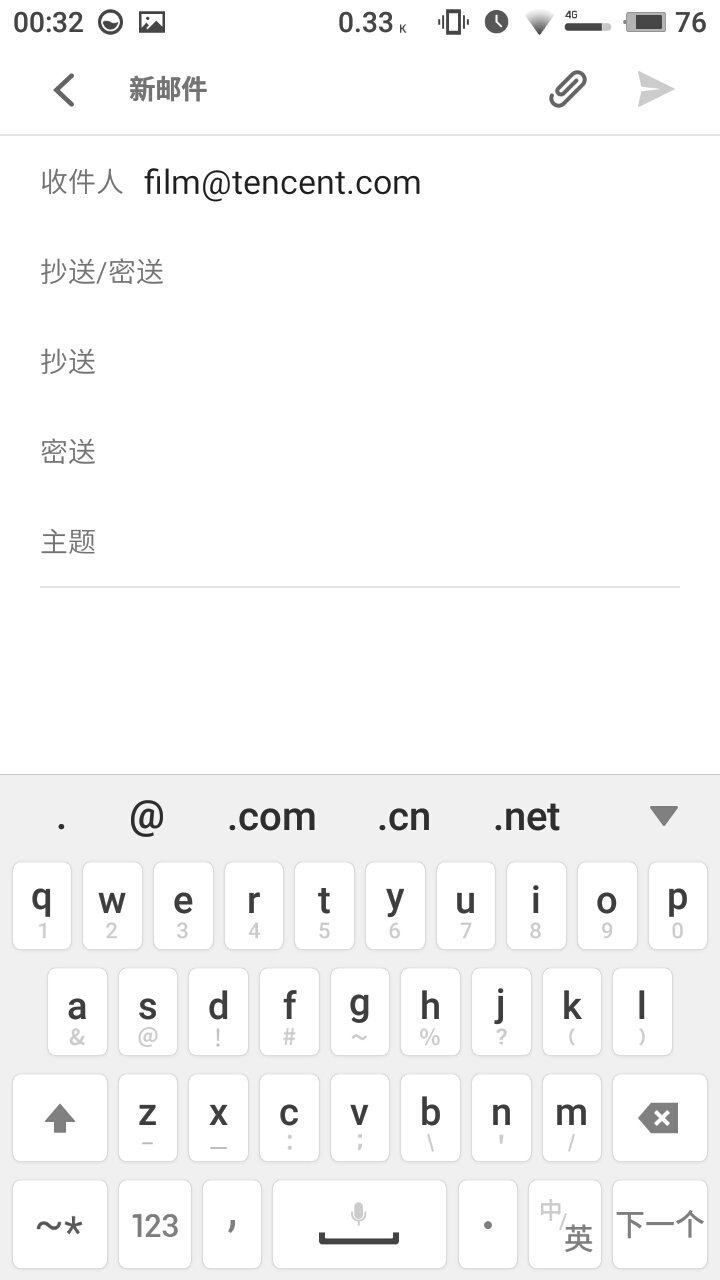 00:32 0.33 K 4G 76
新邮件
收件人 film@tencent.com
抄送/密送
抄送
密送
主题
. @ .com .cn .net
q w e r t y u i o p
1 2 3 4 5 6 7 8 9 0
a s d f g h j k l
& @ ! # ~ % ? ( )
z x c v b n m
– _ : ; \ ' /
~* 123 , . 中/英 下一个